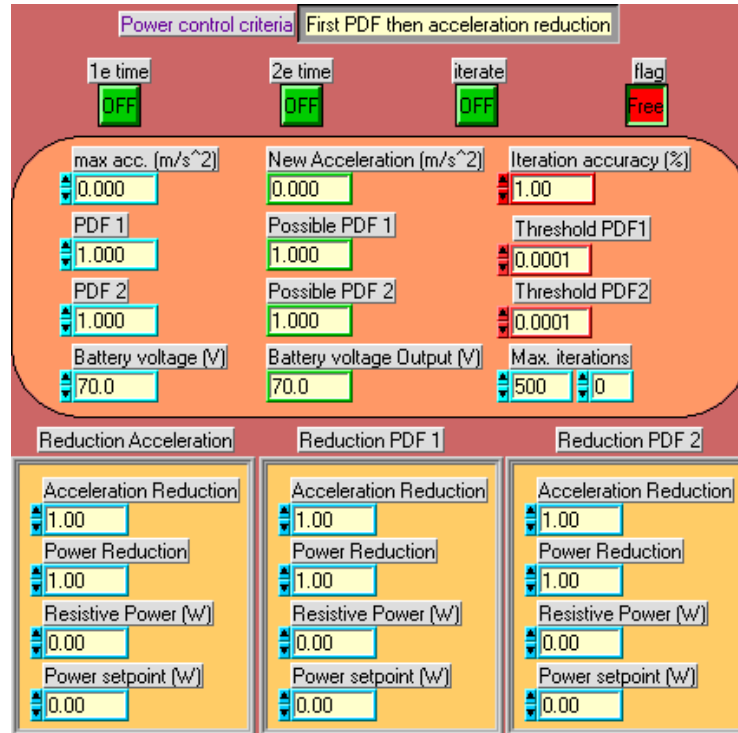 Power control criteria First PDF then acceleration reduction
1e time 2e time iterate flag
OFF OFF OFF Free
max acc. (m/s^2) New Acceleration (m/s^2) Iteration accuracy (%)
0.000 0.000 1.00
PDF 1 Possible PDF 1 Threshold PDF1
1.000 1.000 0.0001
PDF 2 Possible PDF 2 Threshold PDF2
1.000 1.000 0.0001
Battery voltage (V) Battery voltage Output (V) Max. iterations
70.0 70.0 500 0
Reduction Acceleration Reduction PDF 1 Reduction PDF 2
Acceleration Reduction Acceleration Reduction Acceleration Reduction
1.00 1.00 1.00
Power Reduction Power Reduction Power Reduction
1.00 1.00 1.00
Resistive Power (W) Resistive Power (W) Resistive Power (W)
0.00 0.00 0.00
Power setpoint (W) Power setpoint (W) Power setpoint (W)
0.00 0.00 0.00